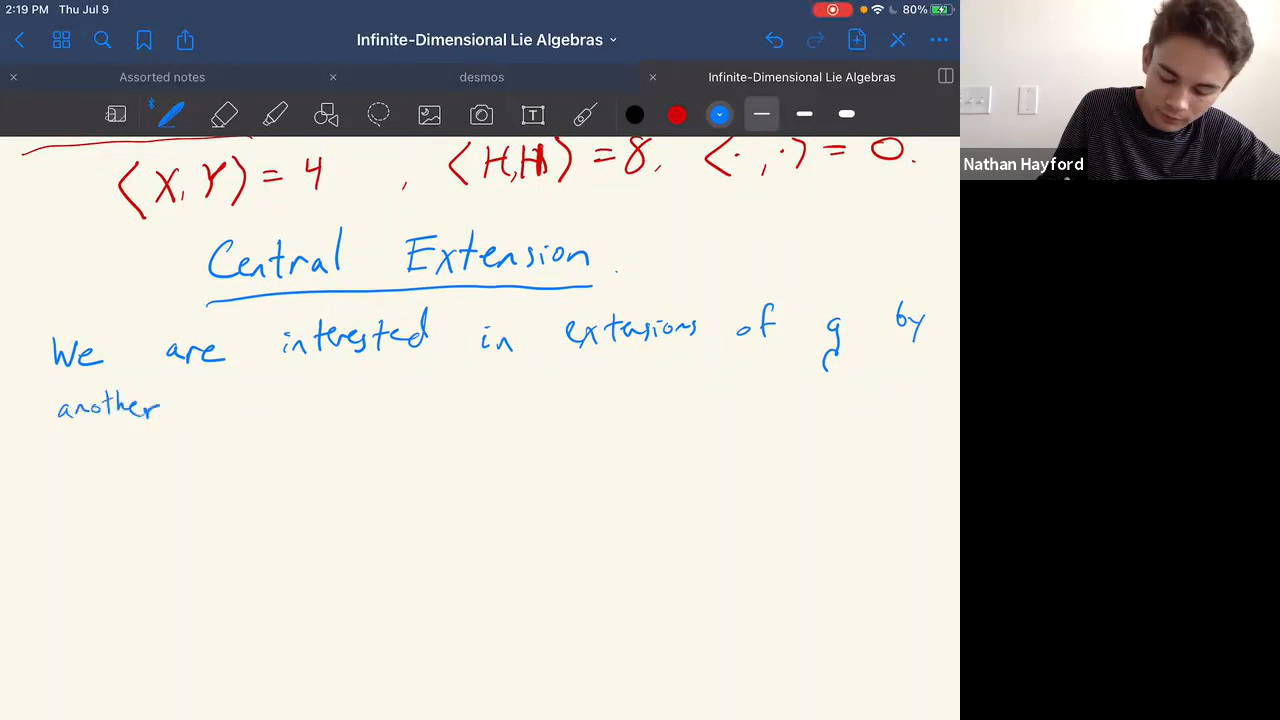 2:19 PM Thu Jul 9
80%
Infinite-Dimensional Lie Algebras
Assorted notes
desmos
Infinite-Dimensional Lie Algebras
T
Nathan Hayford
⟨X, Y⟩ = 4 , ⟨H, H⟩ = 8, ⟨·, ·⟩ = 0.
Central Extension.
We are interested in extensions of g by
another